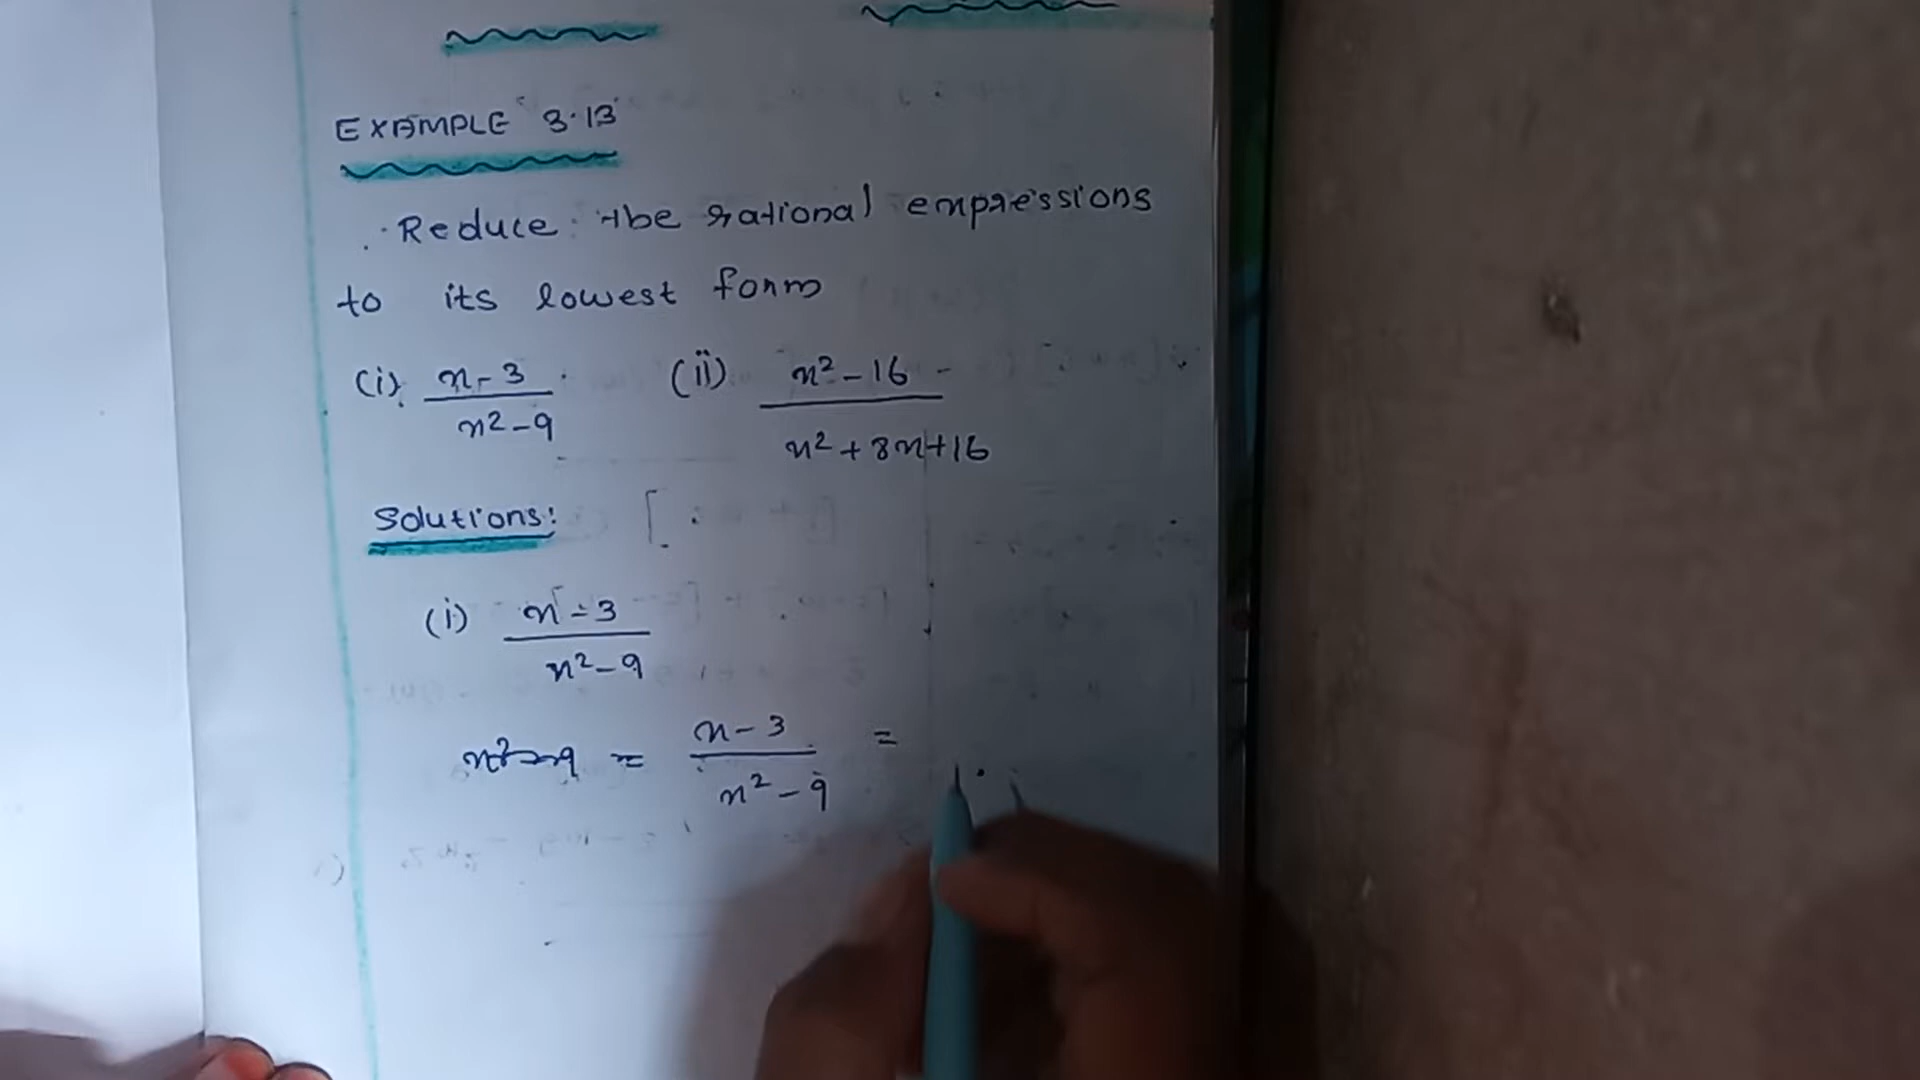 EXAMPLE 3.13
Reduce the rational expressions
to its lowest form
(i) x-3 / x²-9 (ii) x²-16 / x²+8x+16
Solutions:
(i) x-3 / x²-9
= x-3 / x²-9 =